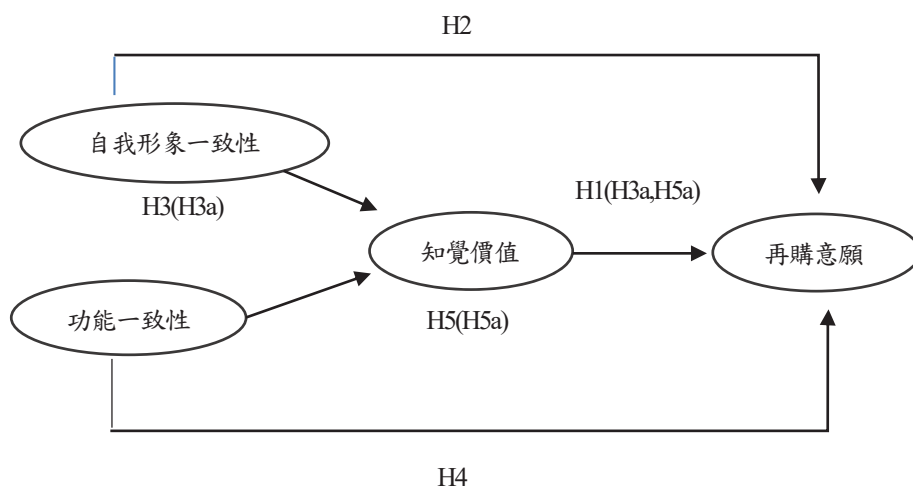 H2
自我形象一致性
H3(H3a)
H1(H3a,H5a)
知覺價值
再購意願
功能一致性
H5(H5a)
H4